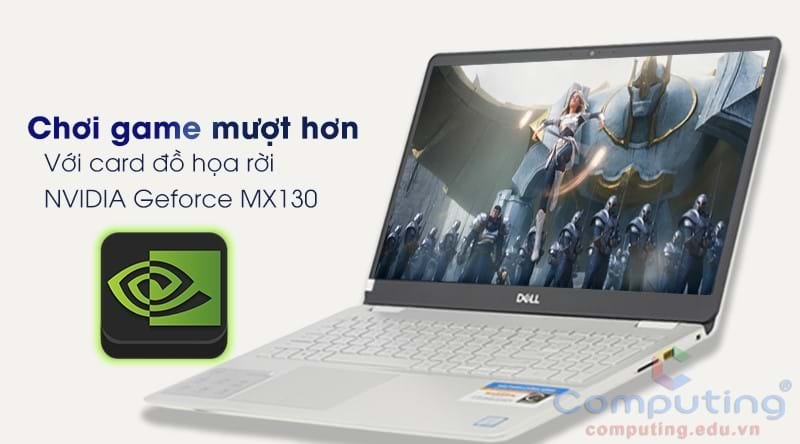 Chơi game mượt hơn
Với card đồ họa rời
NVIDIA Geforce MX130
DELL
Computing®
computing.edu.vn